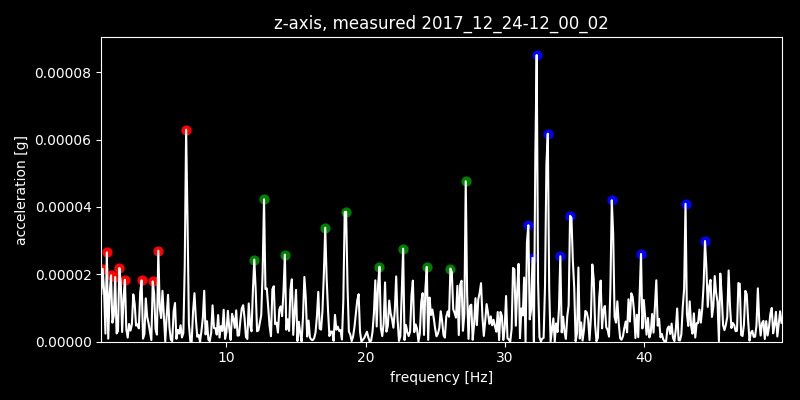 z-axis, measured 2017_12_24-12_00_02
acceleration [g]
0.00008
0.00006
0.00004
0.00002
0.00000
10 20 30 40
frequency [Hz]